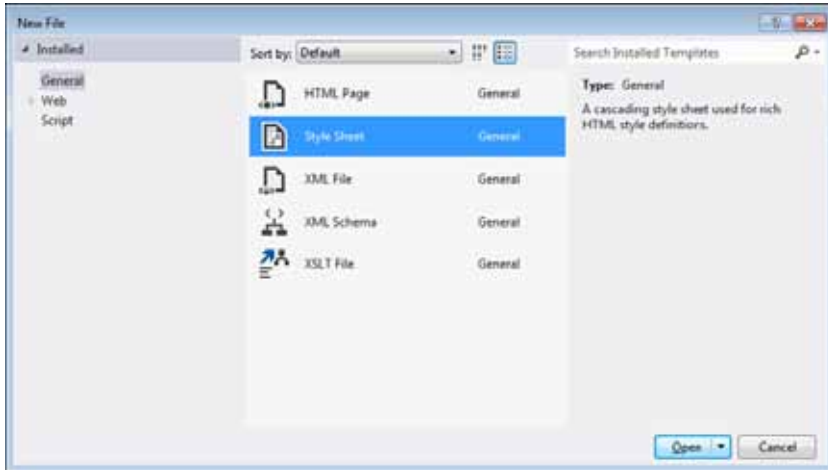 New File
Installed
General
Web
Script
Sort by: Default
HTML Page General
Style Sheet General
XML File General
XML Schema General
XSLT File General
Search Installed Templates
Type: General
A cascading style sheet used for rich
HTML style definitions.
Open Cancel